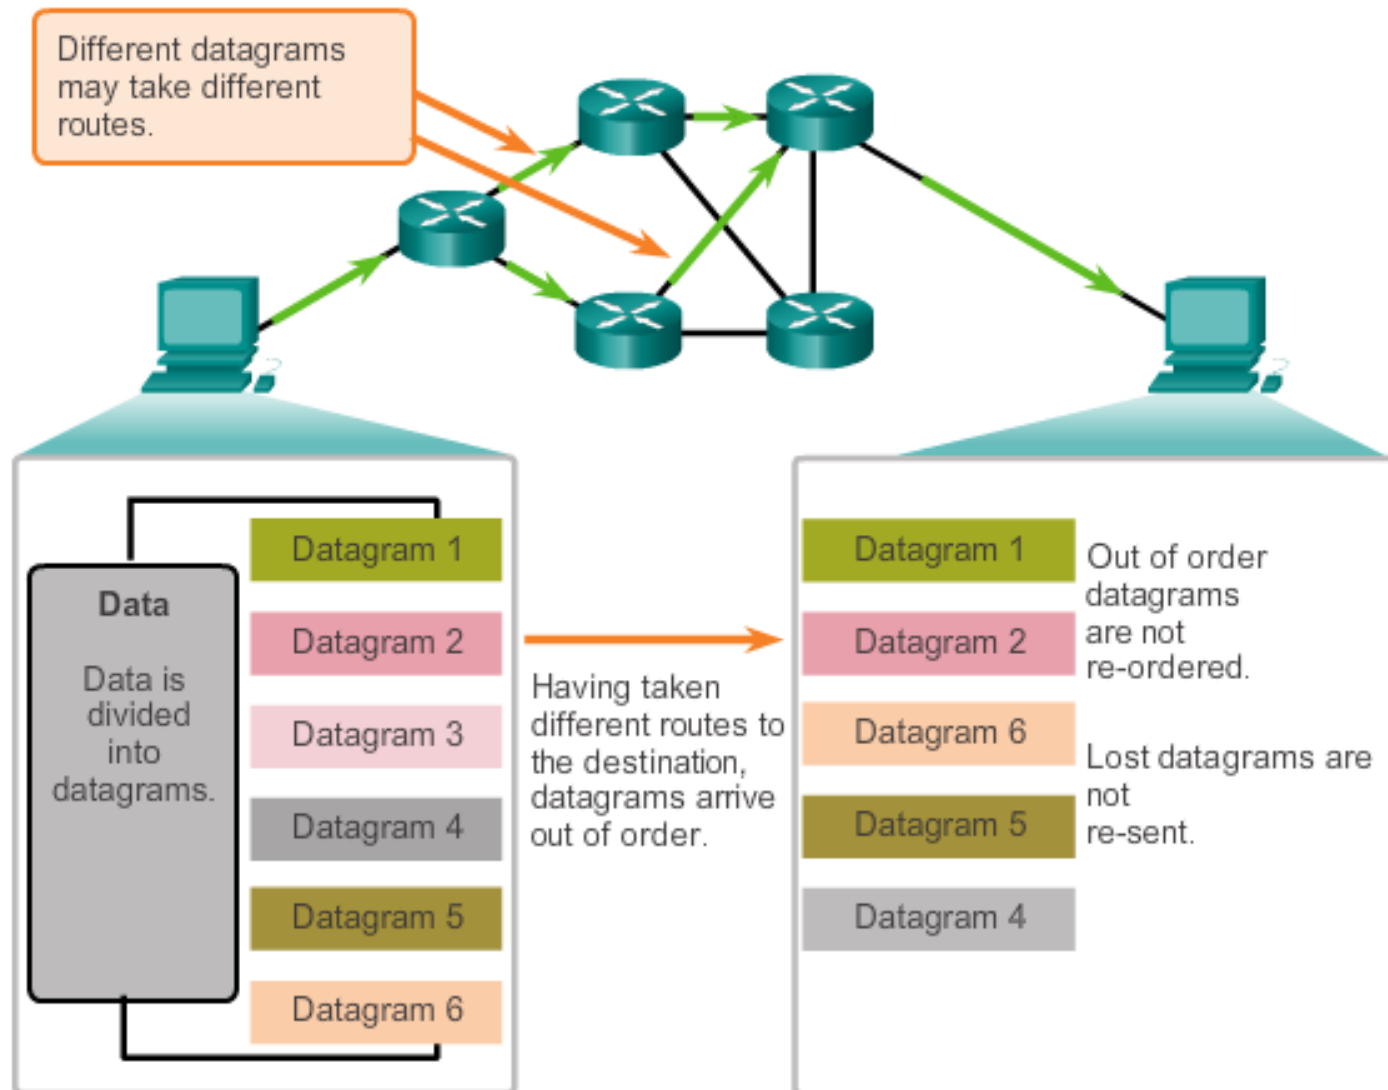 Different datagrams
may take different
routes.
Data
Data is
divided
into
datagrams.
Datagram 1
Datagram 2
Datagram 3
Datagram 4
Datagram 5
Datagram 6
Having taken
different routes to
the destination,
datagrams arrive
out of order.
Datagram 1
Datagram 2
Datagram 6
Datagram 5
Datagram 4
Out of order
datagrams
are not
re-ordered.
Lost datagrams are
not
re-sent.